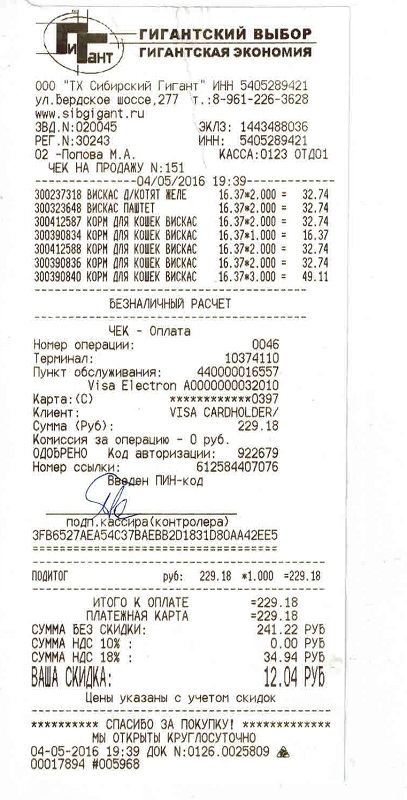 ГиГант
ГИГАНТСКИЙ ВЫБОР
ГИГАНТСКАЯ ЭКОНОМИЯ
ООО "ТХ Сибирский Гигант" ИНН 5405289421
ул.Бердское шоссе,277 т.:8-961-226-3628
www.sibgigant.ru
ЗВД.N:020045 ЭКЛЗ: 1443488036
РЕГ.N:30243 ИНН: 5405289421
02 -Попова М.А. КАССА:0123 ОТД01
ЧЕК НА ПРОДАЖУ N:151
04/05/2016 19:39
300237318 ВИСКАС Д/КОТЯТ ЖЕЛЕ 16.37*2.000 = 32.74
300323648 ВИСКАС ПАШТЕТ 16.37*2.000 = 32.74
300412587 КОРМ ДЛЯ КОШЕК ВИСКАС 16.37*2.000 = 32.74
300390834 КОРМ ДЛЯ КОШЕК ВИСКАС 16.37*1.000 = 16.37
300412588 КОРМ ДЛЯ КОШЕК ВИСКАС 16.37*2.000 = 32.74
300390836 КОРМ ДЛЯ КОШЕК ВИСКАС 16.37*2.000 = 32.74
300390840 КОРМ ДЛЯ КОШЕК ВИСКАС 16.37*3.000 = 49.11
БЕЗНАЛИЧНЫЙ РАСЧЕТ
ЧЕК - Оплата
Номер операции: 0046
Терминал: 10374110
Пункт обслуживания: 440000016557
Visa Electron A0000000032010
Карта:(С) ************0397
Клиент: VISA CARDHOLDER/
Сумма (Руб): 229.18
Комиссия за операцию - 0 руб.
ОДОБРЕНО Код авторизации: 922679
Номер ссылки: 612584407076
Введен ПИН-код
подп.кассира(контролера)
3FB6527AEA54C37BAEBB2D1831D80AA42EE5
ПОДИТОГ руб: 229.18 *1.000 =229.18
ИТОГО К ОПЛАТЕ =229.18
ПЛАТЕЖНАЯ КАРТА =229.18
СУММА БЕЗ СКИДКИ: 241.22 РУБ
СУММА НДС 10% : 0.00 РУБ
СУММА НДС 18% : 34.94 РУБ
ВАША СКИДКА: 12.04 РУБ
Цены указаны с учетом скидок
********** СПАСИБО ЗА ПОКУПКУ! **********
МЫ ОТКРЫТЫ КРУГЛОСУТОЧНО
04-05-2016 19:39 ДОК N:0126.0025809
00017894 #005968